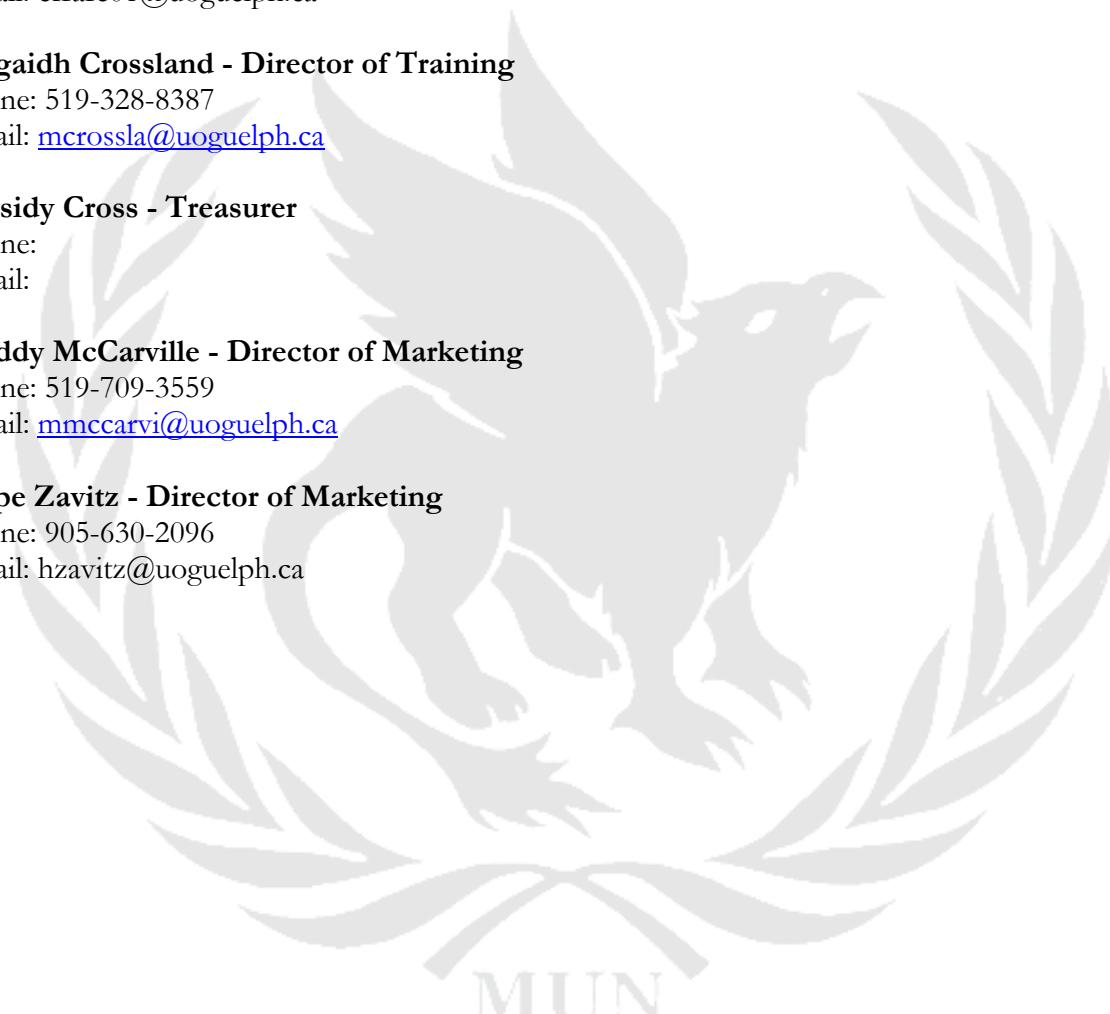 gaidh Crossland - Director of Training
ne: 519-328-8387
ail: mcrossla@uoguelph.ca
sidy Cross - Treasurer
ne:
ail:
ddy McCarville - Director of Marketing
ne: 519-709-3559
ail: mmccarvi@uoguelph.ca
pe Zavitz - Director of Marketing
ne: 905-630-2096
ail: hzavitz@uoguelph.ca
MUN